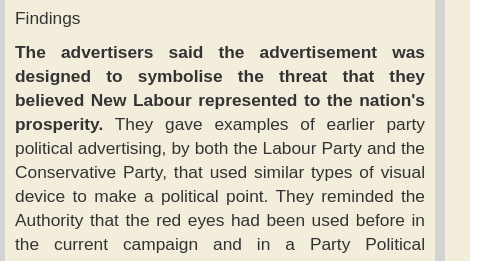 Findings
The advertisers said the advertisement was
designed to symbolise the threat that they
believed New Labour represented to the nation's
prosperity. They gave examples of earlier party
political advertising, by both the Labour Party and the
Conservative Party, that used similar types of visual
device to make a political point. They reminded the
Authority that the red eyes had been used before in
the current campaign and in a Party Political